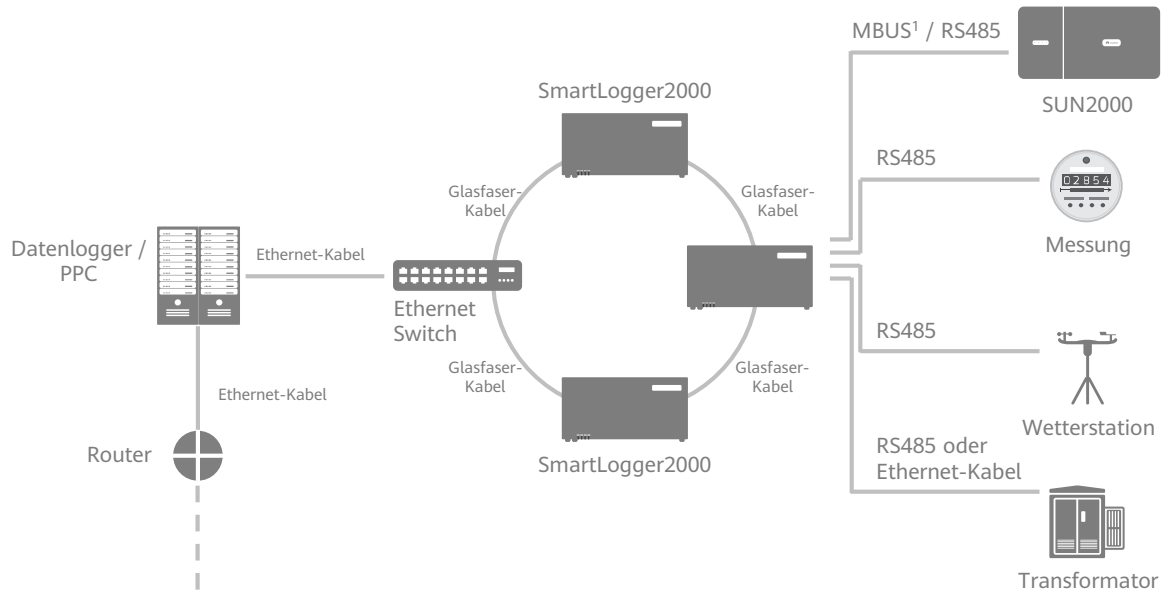 MBUS¹ / RS485
SUN2000
SmartLogger2000
RS485
02854
Messung
Glasfaser-
Kabel
Glasfaser-
Kabel
Datenlogger /
PPC
Ethernet-Kabel
Ethernet
Switch
RS485
Glasfaser-
Kabel
Glasfaser-
Kabel
Ethernet-Kabel
Wetterstation
Router
SmartLogger2000
RS485 oder
Ethernet-Kabel
Transformator